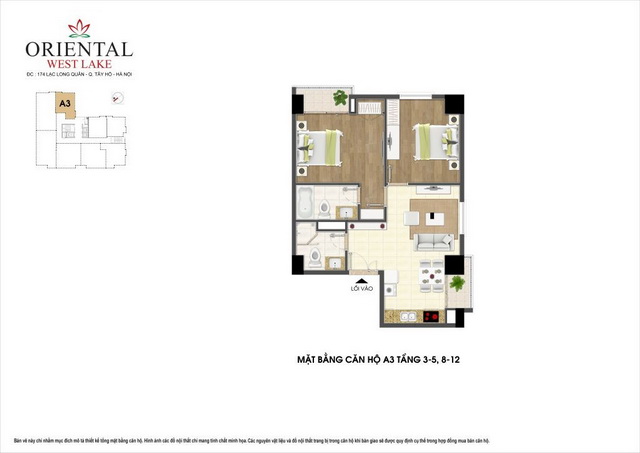 ORIENTAL
WEST LAKE
ĐC : 174 LẠC LONG QUÂN - Q. TÂY HỒ - HÀ NỘI
A3
LỐI VÀO
MẶT BẰNG CĂN HỘ A3 TẦNG 3-5, 8-12
Bản vẽ này chỉ nhằm mục đích mô tả thiết kế tổng mặt bằng căn hộ. Hình ảnh các đồ nội thất chỉ mang tính chất minh họa. Các nguyên vật liệu và đồ nội thất trang bị trong căn hộ khi bàn giao sẽ được quy định cụ thể trong hợp đồng mua bán căn hộ.